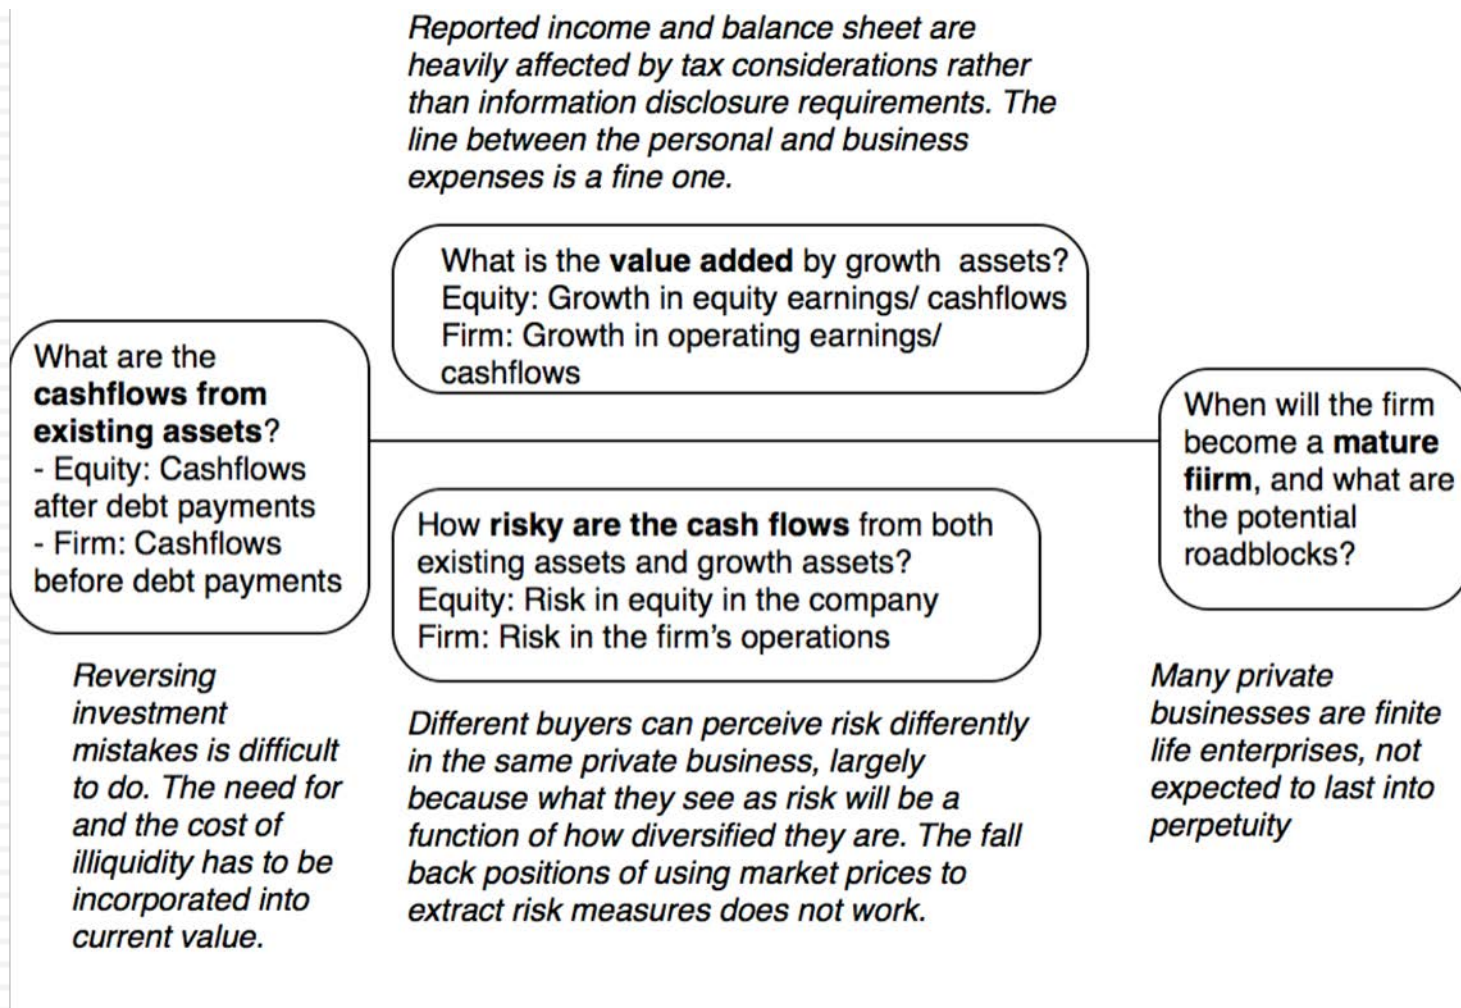 Reported income and balance sheet are
heavily affected by tax considerations rather
than information disclosure requirements. The
line between the personal and business
expenses is a fine one.
What is the value added by growth assets?
Equity: Growth in equity earnings/ cashflows
Firm: Growth in operating earnings/
cashflows
What are the
cashflows from
existing assets?
- Equity: Cashflows
after debt payments
- Firm: Cashflows
before debt payments
How risky are the cash flows from both
existing assets and growth assets?
Equity: Risk in equity in the company
Firm: Risk in the firm's operations
When will the firm
become a mature
fiirm, and what are
the potential
roadblocks?
Reversing
investment
mistakes is difficult
to do. The need for
and the cost of
illiquidity has to be
incorporated into
current value.
Different buyers can perceive risk differently
in the same private business, largely
because what they see as risk will be a
function of how diversified they are. The fall
back positions of using market prices to
extract risk measures does not work.
Many private
businesses are finite
life enterprises, not
expected to last into
perpetuity